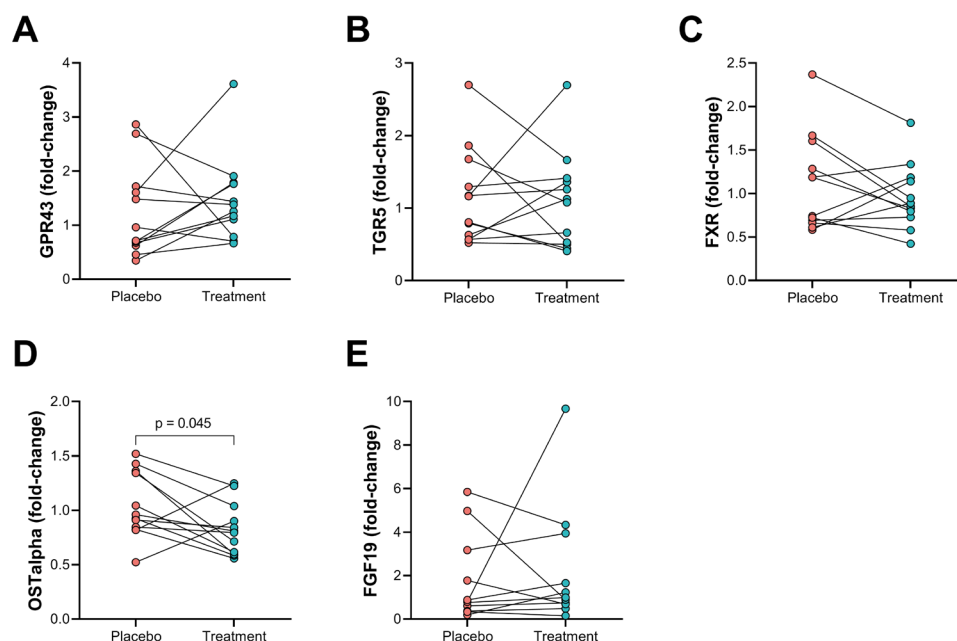 A
B
C
GPR43 (fold-change)
4
3
2
1
0
Placebo
Treatment
TGR5 (fold-change)
3
2
1
0
Placebo
Treatment
FXR (fold-change)
2.5
2.0
1.5
1.0
0.5
0.0
Placebo
Treatment
D
E
OSTalpha (fold-change)
2.0
1.5
1.0
0.5
0.0
p = 0.045
Placebo
Treatment
FGF19 (fold-change)
10
8
6
4
2
0
Placebo
Treatment